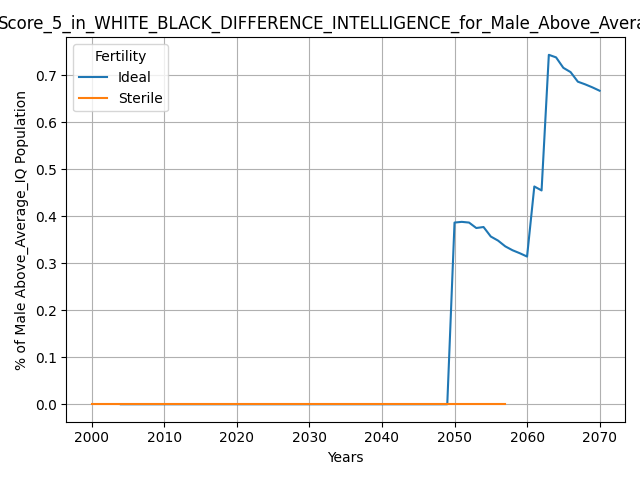 Score_5_in_WHITE_BLACK_DIFFERENCE_INTELLIGENCE_for_Male_Above_Avera
Fertility
Ideal
Sterile
% of Male Above_Average_IQ Population
0.7
0.6
0.5
0.4
0.3
0.2
0.1
0.0
2000 2010 2020 2030 2040 2050 2060 2070
Years